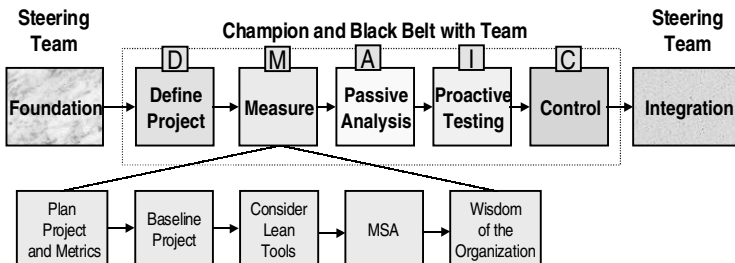 Steering
Team
Champion and Black Belt with Team
Steering
Team
D
M
A
I
C
Foundation
Define
Project
Measure
Passive
Analysis
Proactive
Testing
Control
Integration
Plan
Project
and Metrics
Baseline
Project
Consider
Lean
Tools
MSA
Wisdom
of the
Organization